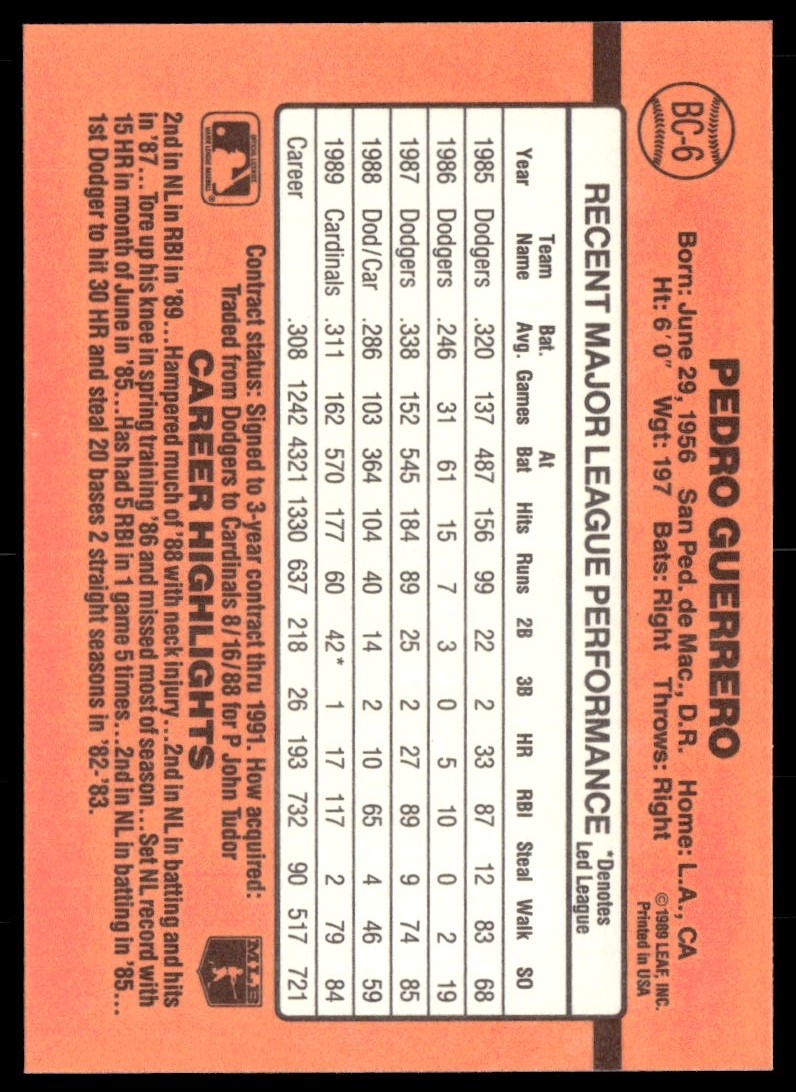 BC-6
PEDRO GUERRERO
Born: June 29, 1956 San Ped. de Mac., D.R. Home: L.A., CA
Ht: 6'0" Wgt: 197 Bats: Right Throws: Right
©1989 LEAF, INC.
Printed in USA
RECENT MAJOR LEAGUE PERFORMANCE
*Denotes
Led League
Year Team Name Bat. Avg. Games At Bat Hits Runs 2B 3B HR RBI Steal Walk SO
1985 Dodgers .320 137 487 156 99 22 2 33 87 12 83 68
1986 Dodgers .246 31 61 15 7 3 0 5 10 0 2 19
1987 Dodgers .338 152 545 184 89 25 2 27 89 9 74 85
1988 Dod/Car .286 103 364 104 40 14 2 10 65 4 46 59
1989 Cardinals .311 162 570 177 60 42* 1 17 117 2 79 84
Career .308 1242 4321 1330 637 218 26 193 732 90 517 721
OFFICIAL LICENSEE
MAJOR LEAGUE BASEBALL
Contract status: Signed to 3-year contract thru 1991. How acquired:
Traded from Dodgers to Cardinals 8/16/88 for P John Tudor
MLB
CAREER HIGHLIGHTS
2nd in NL in RBI in '89...Hampered much of '88 with neck injury...2nd in NL in batting and hits
in '87...Tore up his knee in spring training '86 and missed most of season...Set NL record with
15 HR in month of June in '85...Has had 5 RBI in 1 game 5 times...2nd in NL in batting in '85...
1st Dodger to hit 30 HR and steal 20 bases 2 straight seasons in '82-'83.